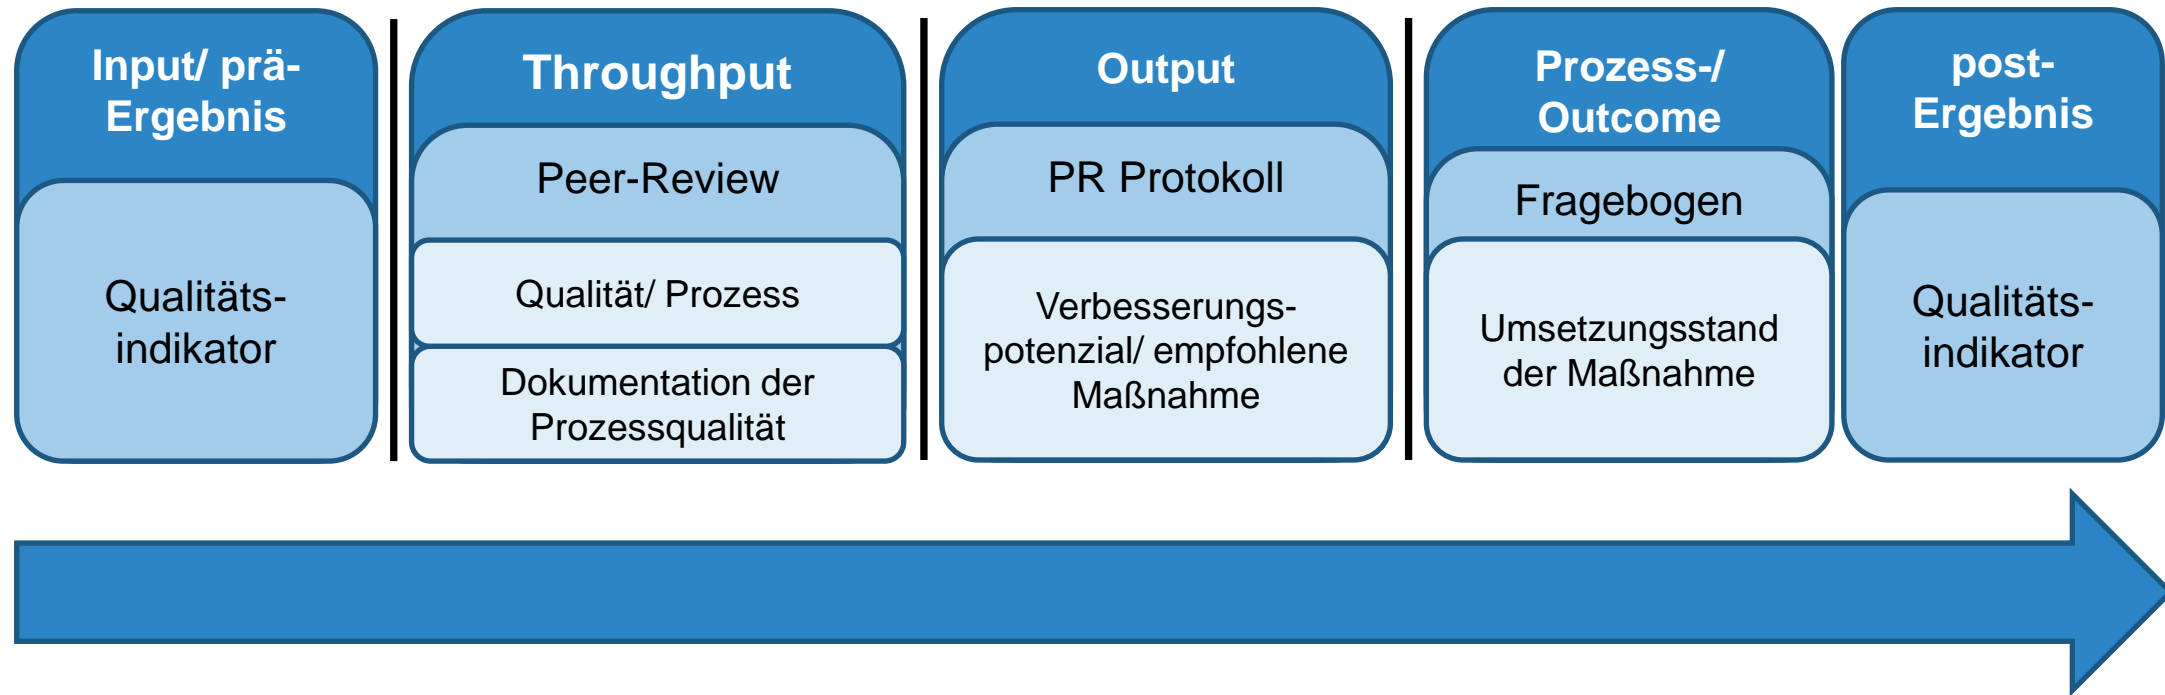 Input/ prä-
Ergebnis
Qualitäts-
indikator
Throughput
Peer-Review
Qualität/ Prozess
Dokumentation der
Prozessqualität
Output
PR Protokoll
Verbesserungs-
potenzial/ empfohlene
Maßnahme
Prozess-/
Outcome
Fragebogen
Umsetzungsstand
der Maßnahme
post-
Ergebnis
Qualitäts-
indikator